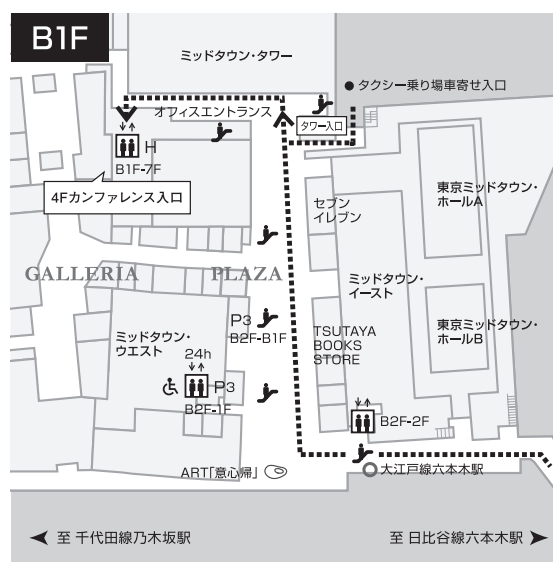 B1F
ミッドタウン・タワー
● タクシー乗り場車寄せ入口
オフィスエントランス
タワー入口
H
B1F-7F
4Fカンファレンス入口
セブン
イレブン
東京ミッドタウン・
ホールA
GALLERIA
PLAZA
ミッドタウン・
イースト
P3
B2F-B1F
ミッドタウン・
ウエスト
TSUTAYA
BOOKS
STORE
東京ミッドタウン・
ホールB
24h
P3
B2F-1F
B2F-2F
ART「意心帰」
大江戸線六本木駅
至 千代田線乃木坂駅
至 日比谷線六本木駅